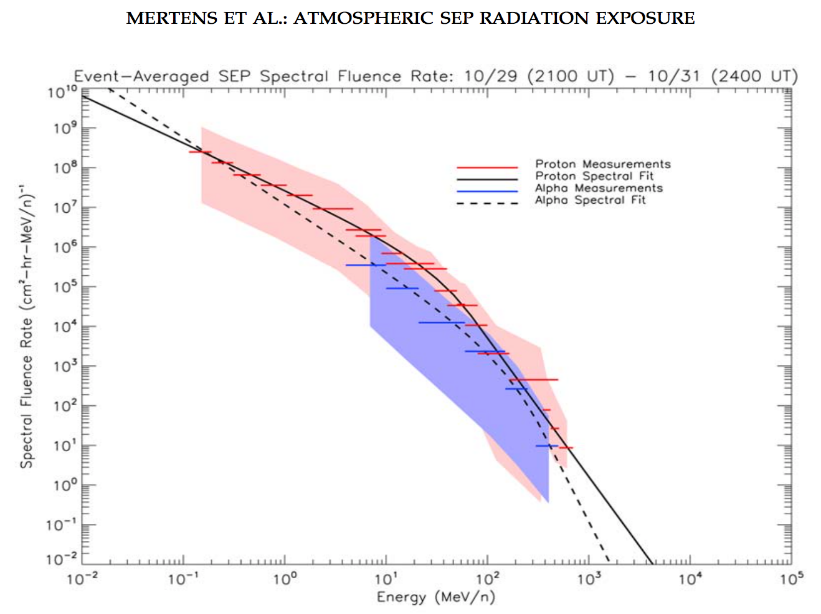 MERTENS ET AL.: ATMOSPHERIC SEP RADIATION EXPOSURE
Event-Averaged SEP Spectral Fluence Rate: 10/29 (2100 UT) - 10/31 (2400 UT)
Spectral Fluence Rate (cm²-hr-MeV/n)⁻¹
10¹⁰
10⁹
10⁸
10⁷
10⁶
10⁵
10⁴
10³
10²
10¹
10⁰
10⁻¹
10⁻²
Proton Measurements
Proton Spectral Fit
Alpha Measurements
Alpha Spectral Fit
10⁻² 10⁻¹ 10⁰ 10¹ 10² 10³ 10⁴ 10⁵
Energy (MeV/n)